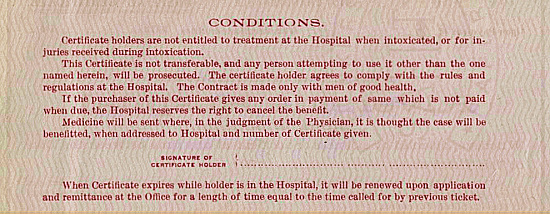 CONDITIONS.
Certificate holders are not entitled to treatment at the Hospital when intoxicated, or for in-
juries received during intoxication.
This Certificate is not transferable, and any person attempting to use it other than the one
named herein, will be prosecuted. The certificate holder agrees to comply with the rules and
regulations at the Hospital. The Contract is made only with men of good health.
If the purchaser of this Certificate gives any order in payment of same which is not paid
when due, the Hospital reserves the right to cancel the benefit.
Medicine will be sent where, in the judgment of the Physician, it is thought the case will be
benefitted, when addressed to Hospital and number of Certificate given.
SIGNATURE OF
CERTIFICATE HOLDER
When Certificate expires while holder is in the Hospital, it will be renewed upon application
and remittance at the Office for a length of time equal to the time called for by previous ticket.